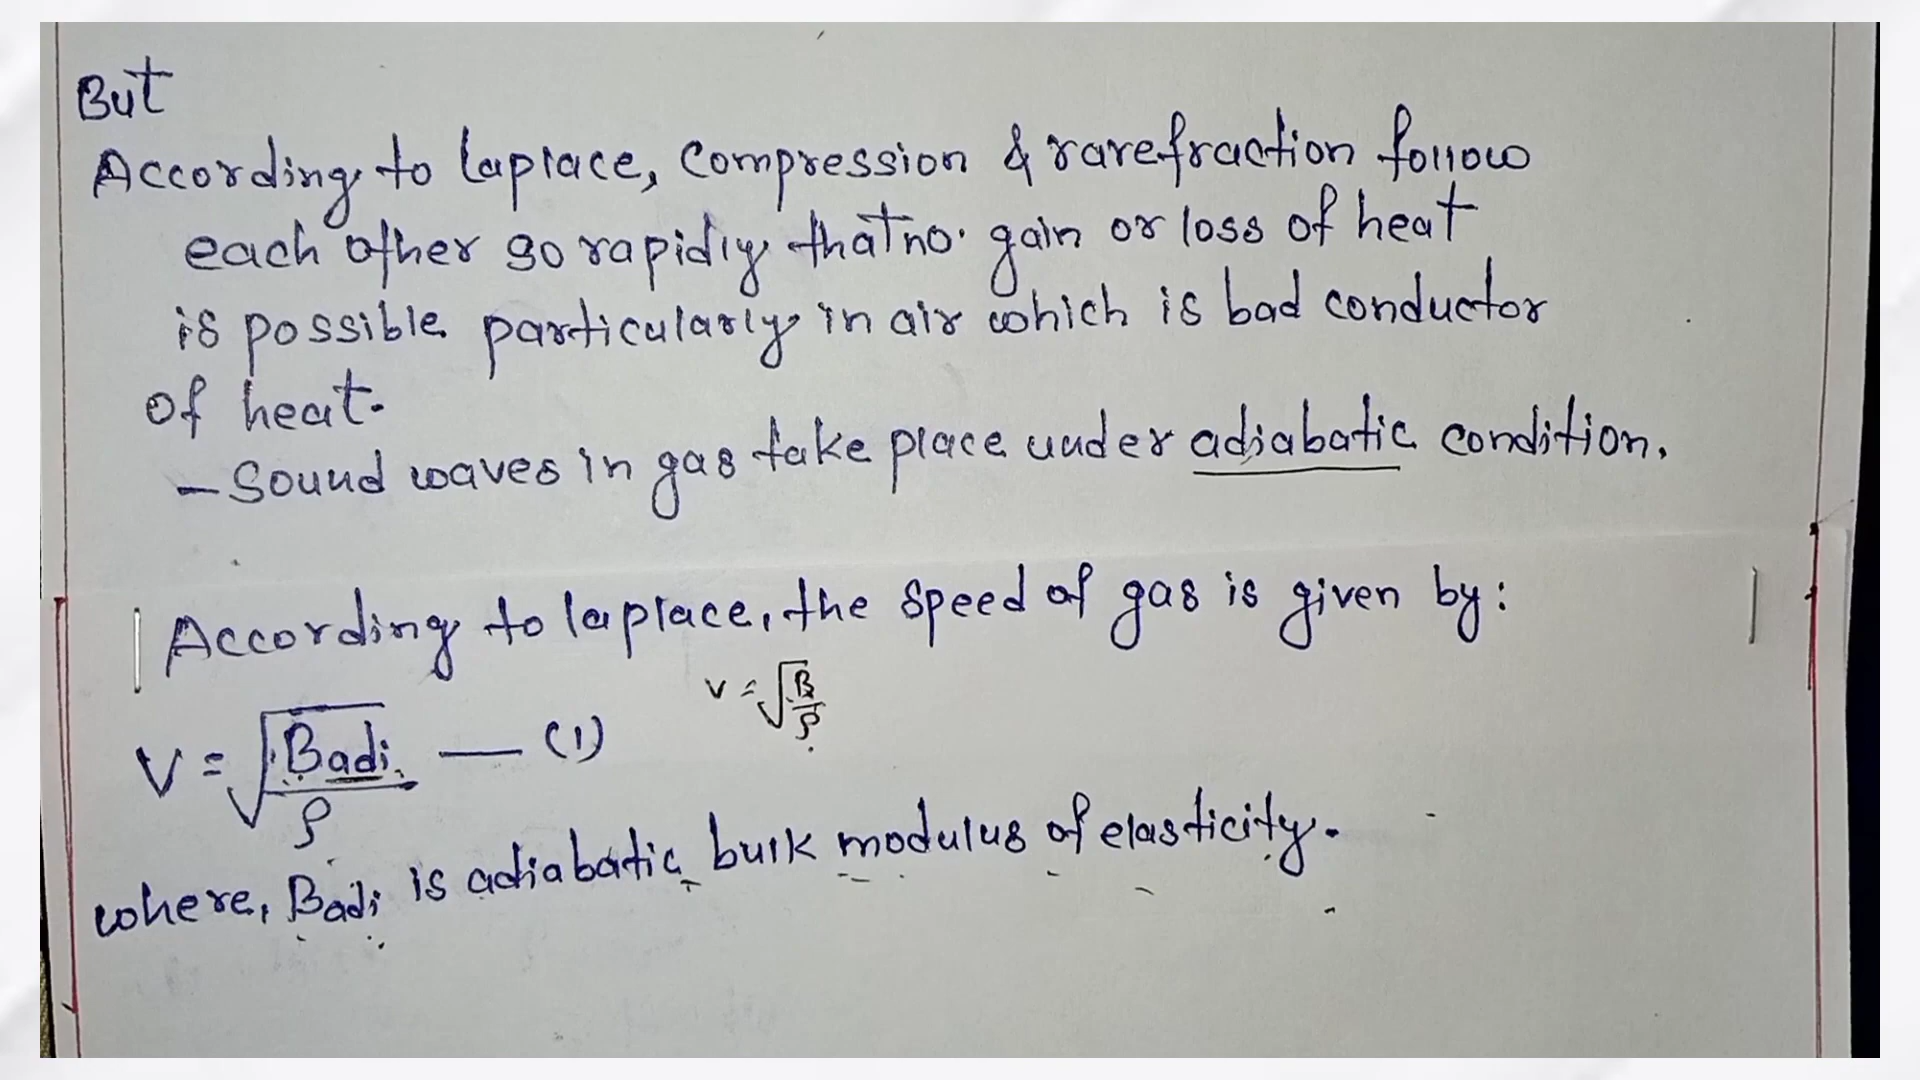 But
According to laplace, compression & rarefraction follow
each other so rapidly that no gain or loss of heat
is possible particularly in air which is bad conductor
of heat.
- Sound waves in gas take place under adiabatic condition.
According to laplace, the speed of gas is given by:
v = √B/ρ
V = √Badi/ρ — (1)
where, Badi is adiabatic bulk modulus of elasticity.